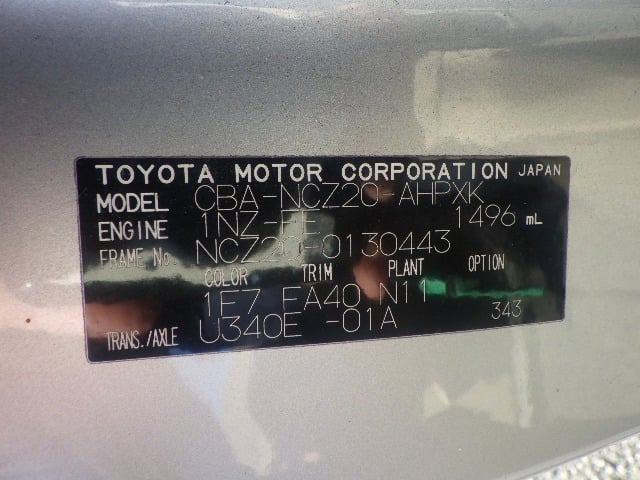 TOYOTA MOTOR CORPORATION JAPAN
MODEL CBA-NCZ20-AHPXK
ENGINE 1NZ-FE 1496 mL
FRAME No. NCZ20-0130443
COLOR TRIM PLANT OPTION
1F7 FA40 N11
TRANS./AXLE U340E -01A 343